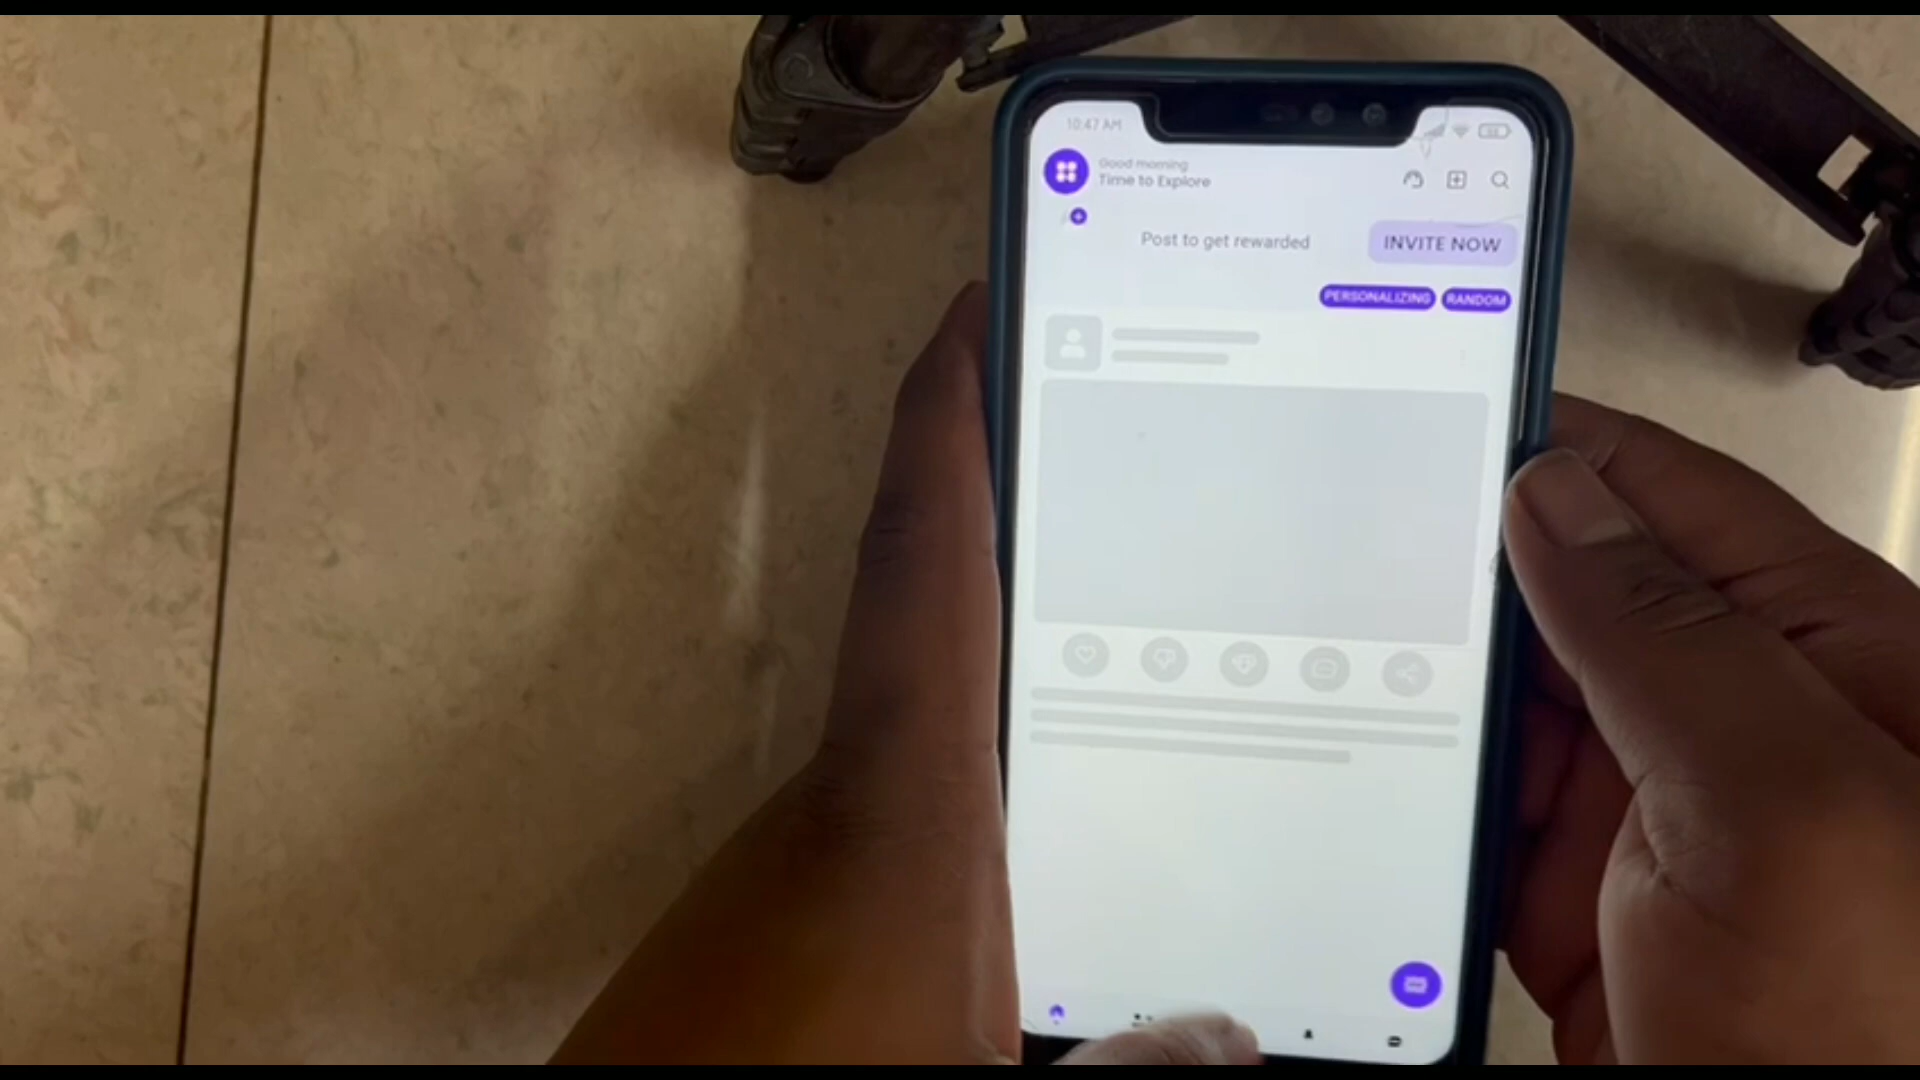 10:47 AM
Good morning
Time to Explore
Post to get rewarded
INVITE NOW
PERSONALIZING
RANDOM